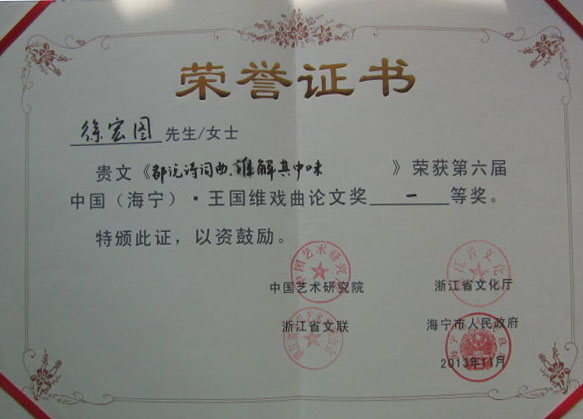 荣誉证书
徐宏图 先生/女士
贵文《都说诗词曲,谁解其中味》荣获第六届
中国（海宁）·王国维戏曲论文奖 一 等奖。
特颁此证，以资鼓励。
中国艺术研究院 浙江省文化厅
浙江省文联 海宁市人民政府
2013年11月